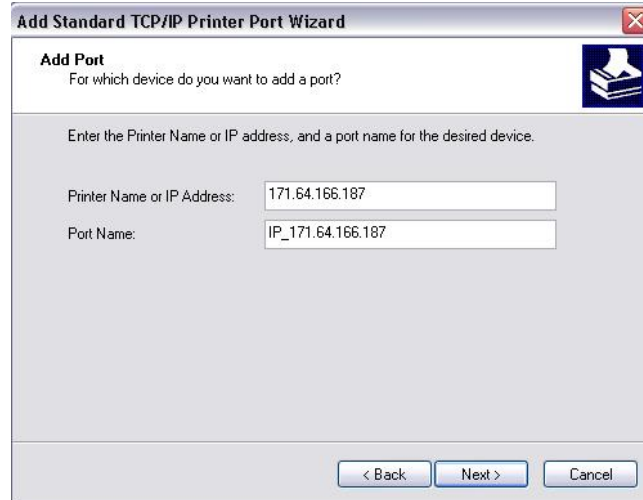 Add Standard TCP/IP Printer Port Wizard
Add Port
For which device do you want to add a port?
Enter the Printer Name or IP address, and a port name for the desired device.
Printer Name or IP Address: 171.64.166.187
Port Name: IP_171.64.166.187
< Back Next > Cancel